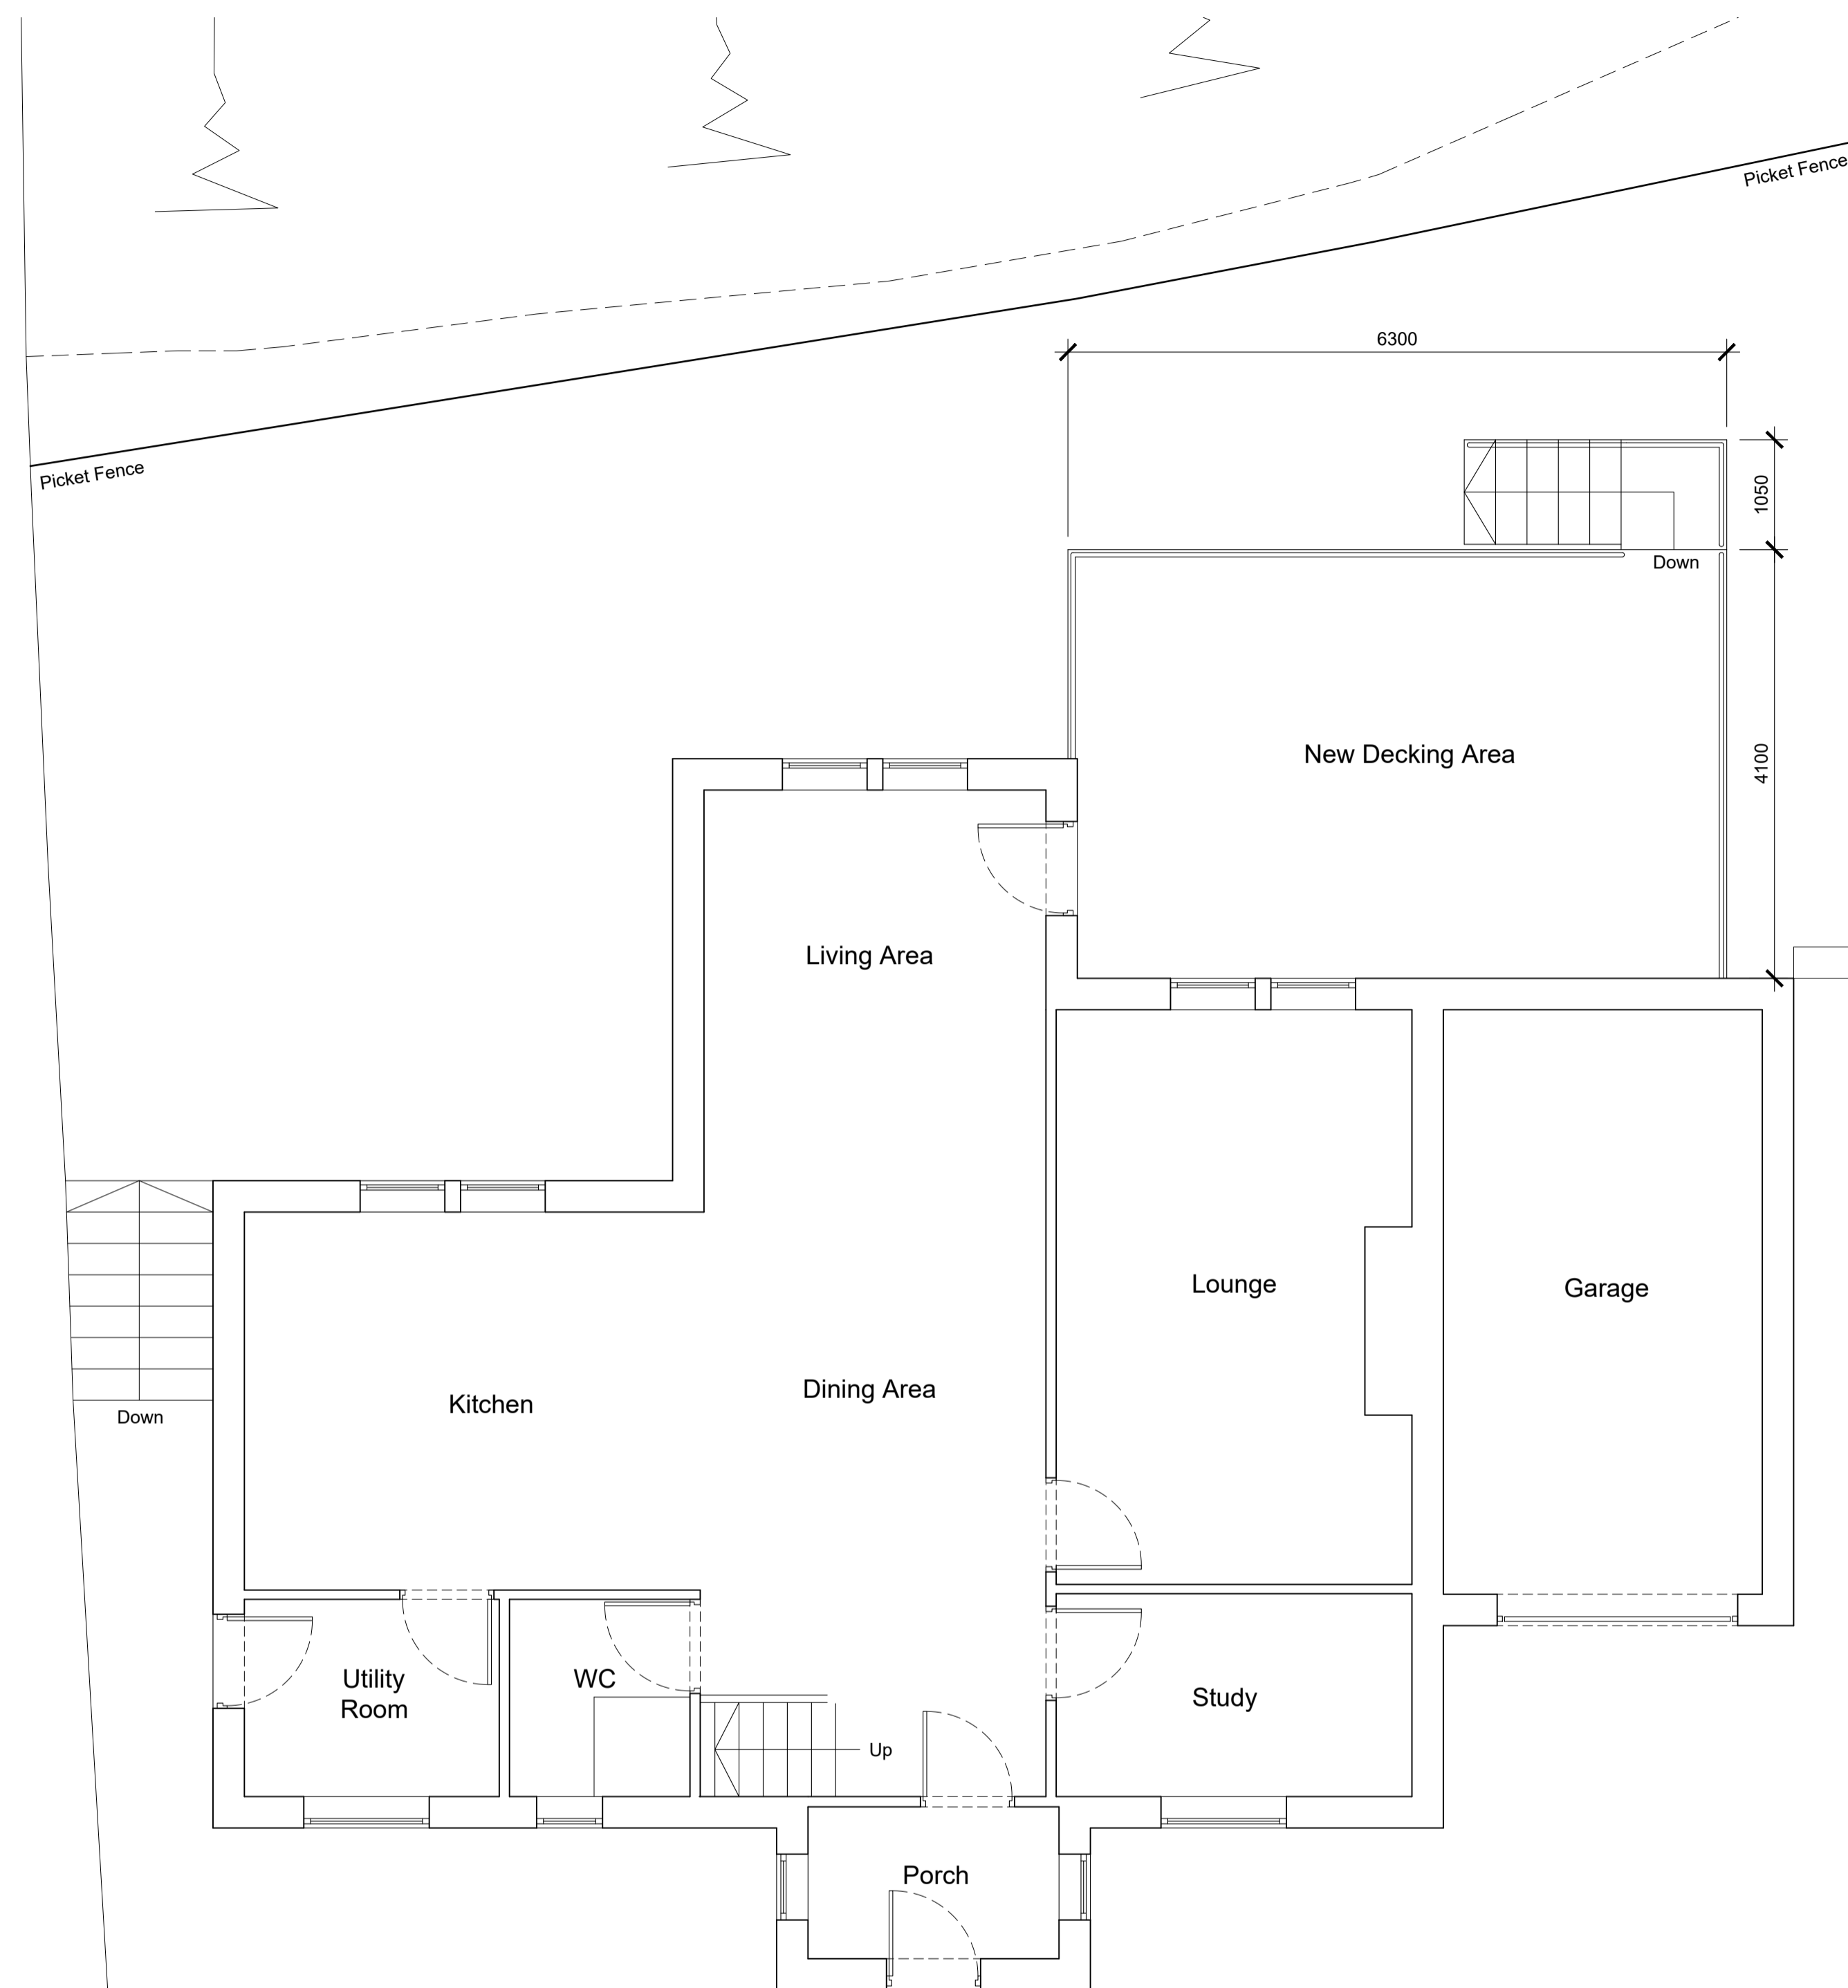 Picket Fence
6300
Picket Fence
1050
Down
New Decking Area
4100
Living Area
Lounge
Garage
Kitchen
Dining Area
Down
Utility
Room
WC
Study
Up
Porch